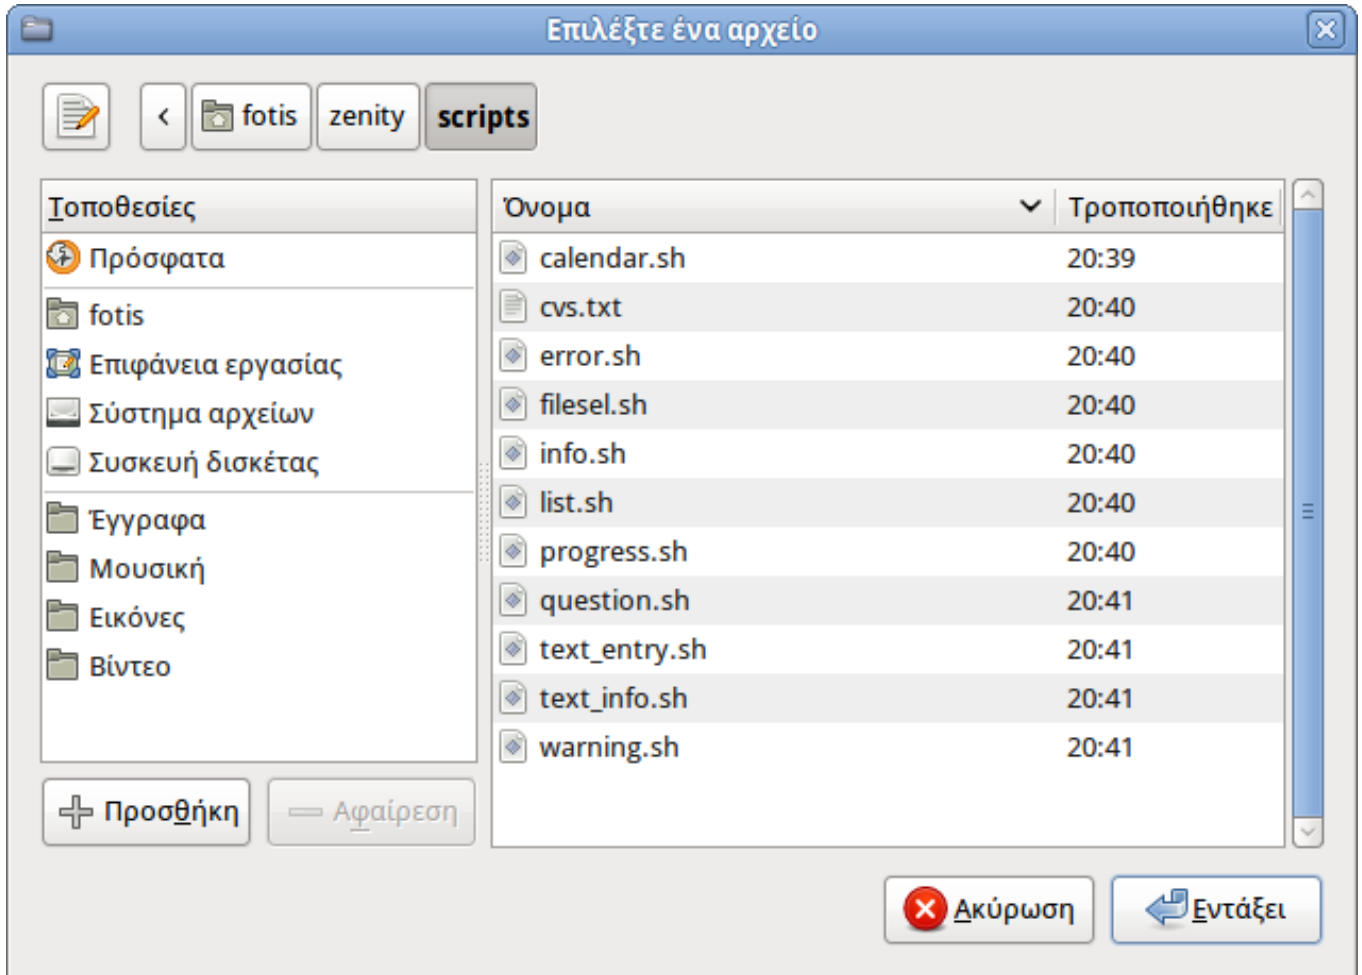 Επιλέξτε ένα αρχείο
< fotis zenity scripts
Τοποθεσίες
Πρόσφατα
fotis
Επιφάνεια εργασίας
Σύστημα αρχείων
Συσκευή δισκέτας
Έγγραφα
Μουσική
Εικόνες
Βίντεο
Προσθήκη Αφαίρεση
Όνομα Τροποποιήθηκε
calendar.sh 20:39
cvs.txt 20:40
error.sh 20:40
filesel.sh 20:40
info.sh 20:40
list.sh 20:40
progress.sh 20:40
question.sh 20:41
text_entry.sh 20:41
text_info.sh 20:41
warning.sh 20:41
Ακύρωση Εντάξει